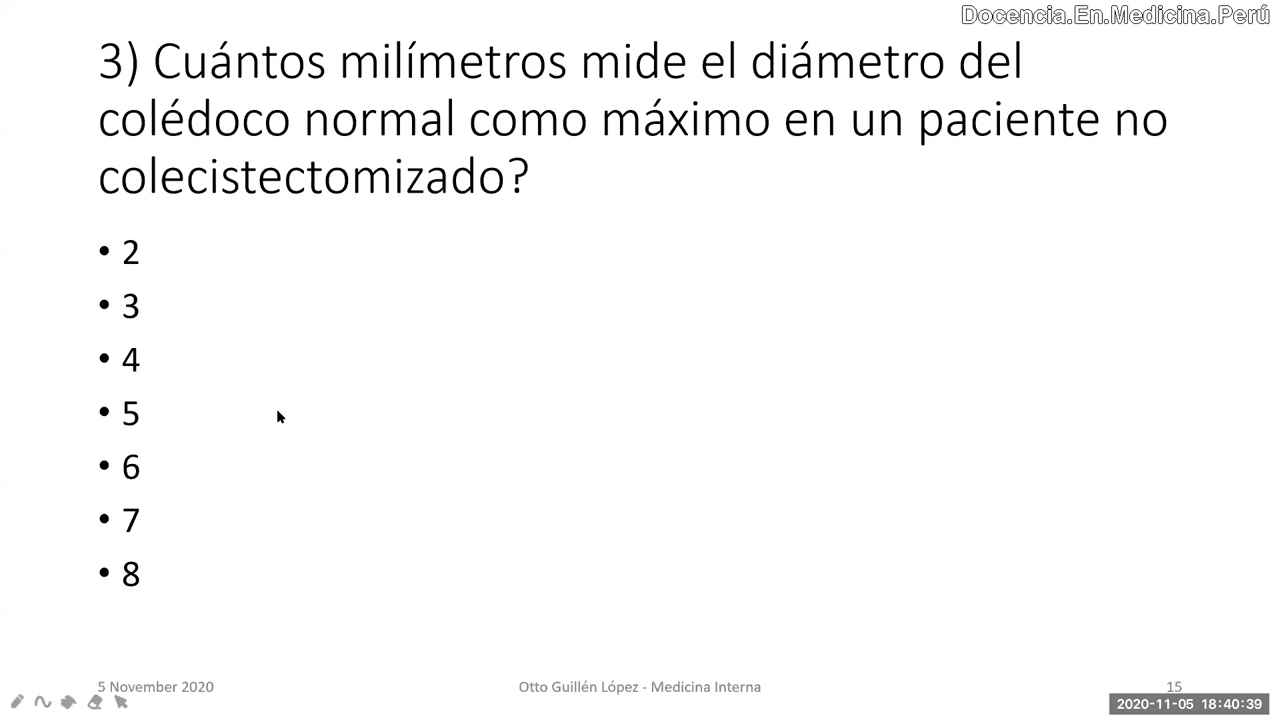 Docencia.En.Medicina.Perú
3) Cuántos milímetros mide el diámetro del
colédoco normal como máximo en un paciente no
colecistectomizado?
• 2
• 3
• 4
• 5
• 6
• 7
• 8
5 November 2020
Otto Guillén López - Medicina Interna
15
2020-11-05 18:40:39